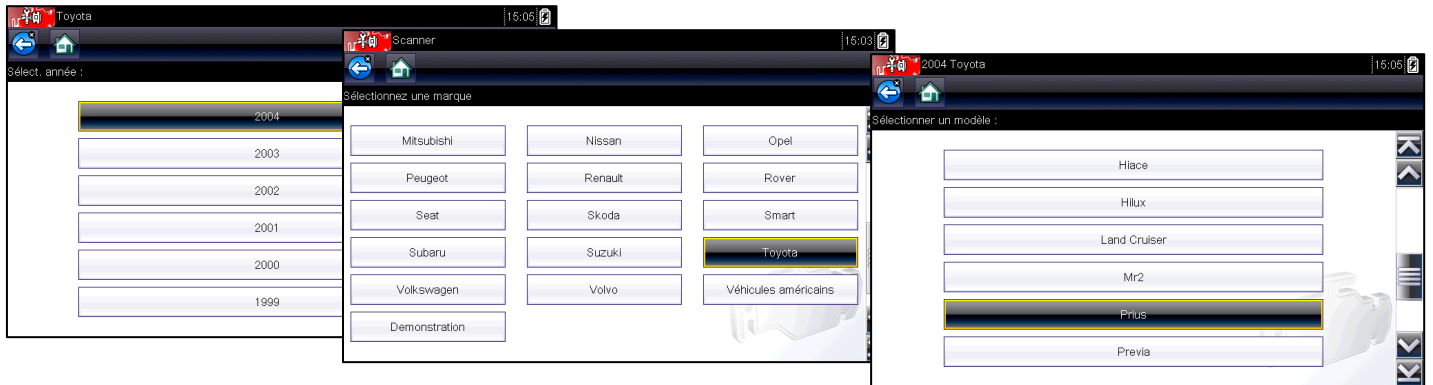 Toyota 15:05
Sélect. année :
2004
2003
2002
2001
2000
1999
Scanner 15:03
Sélectionnez une marque
Mitsubishi Nissan Opel
Peugeot Renault Rover
Seat Skoda Smart
Subaru Suzuki Toyota
Volkswagen Volvo Véhicules américains
Demonstration
2004 Toyota 15:05
Sélectionner un modèle :
Hiace
Hilux
Land Cruiser
Mr2
Prius
Previa